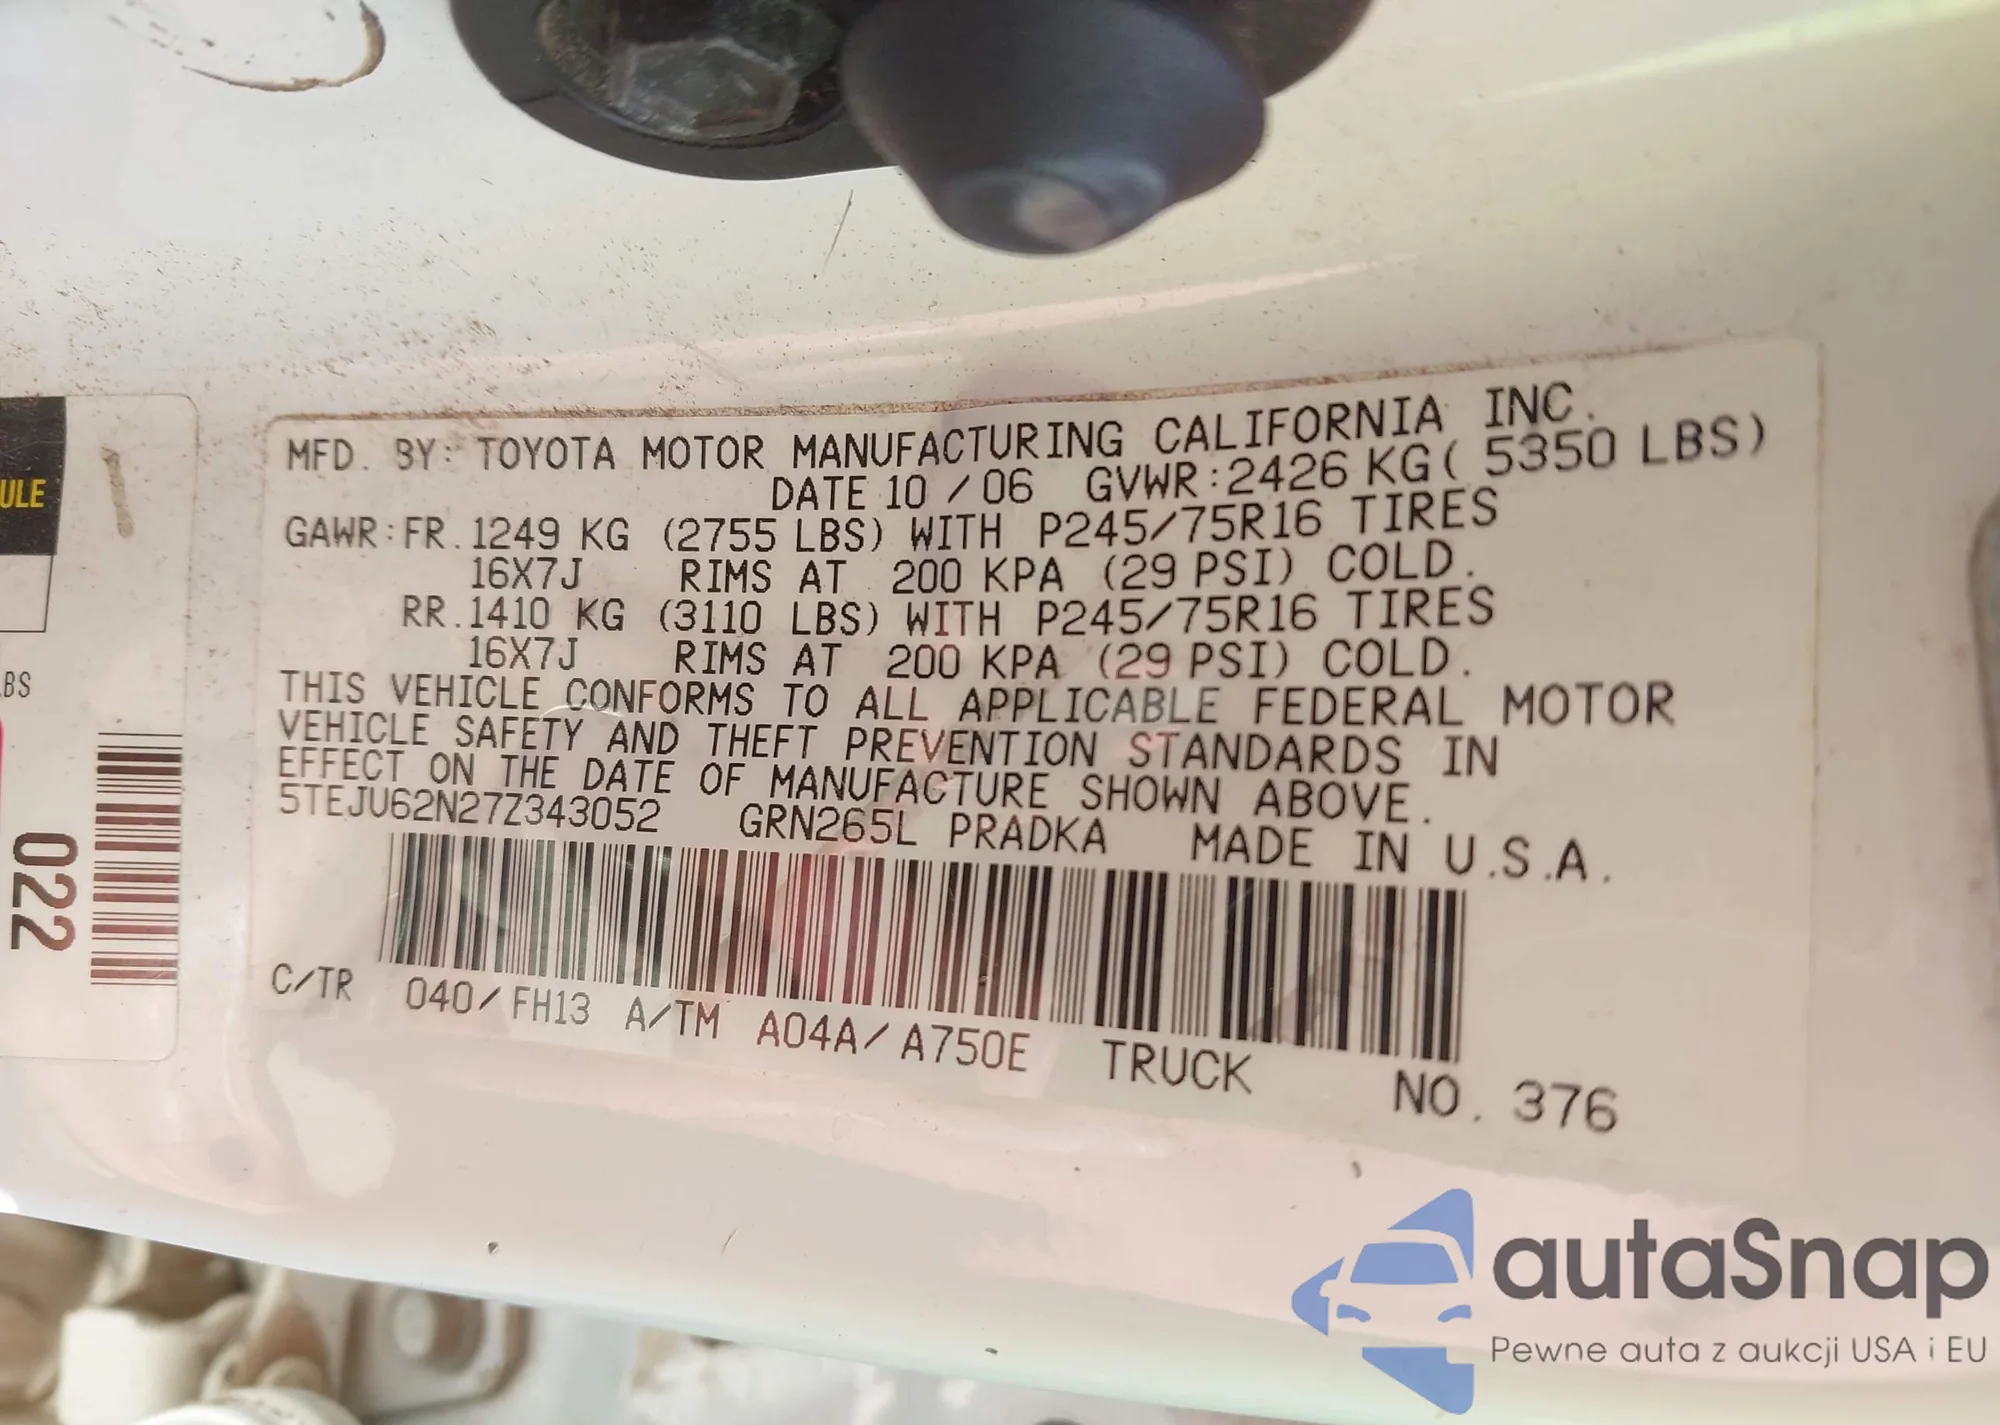 MFD. BY: TOYOTA MOTOR MANUFACTURING CALIFORNIA INC.
DATE 10 / 06 GVWR:2426 KG( 5350 LBS)
GAWR:FR.1249 KG (2755 LBS) WITH P245/75R16 TIRES
16X7J RIMS AT 200 KPA (29 PSI) COLD.
RR.1410 KG (3110 LBS) WITH P245/75R16 TIRES
16X7J RIMS AT 200 KPA (29 PSI) COLD.
THIS VEHICLE CONFORMS TO ALL APPLICABLE FEDERAL MOTOR
VEHICLE SAFETY AND THEFT PREVENTION STANDARDS IN
EFFECT ON THE DATE OF MANUFACTURE SHOWN ABOVE.
5TEJU62N27Z343052 GRN265L PRADKA MADE IN U.S.A.
C/TR 040/FH13 A/TM A04A/A750E TRUCK NO. 376
ULE
LBS
022
autaSnap
Pewne auta z aukcji USA i EU